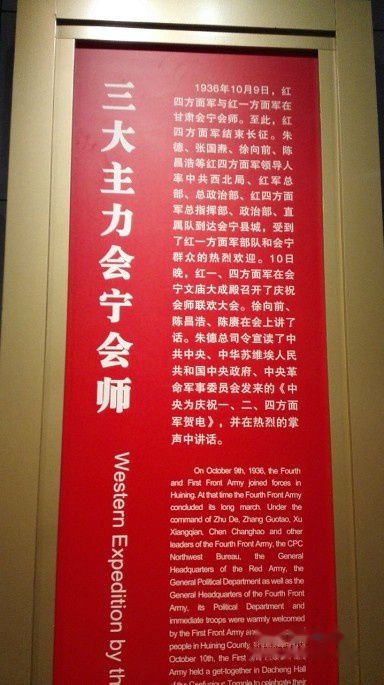 三大主力会宁会师
Western Expedition by th
1936年10月9日，红
四方面军与红一方面军在
甘肃会宁会师。至此，红
四方面军结束长征。朱
德、张国焘、徐向前、陈
昌浩等红四方面军领导人
率中共西北局、红军总
部、总政治部、红四方面
军总指挥部、政治部、直
属队到达会宁县城，受到
了红一方面军部队和会宁
群众的热烈欢迎。10日
晚，红一、四方面军在会
宁文庙大成殿召开了庆祝
会师联欢大会。徐向前、
陈昌浩、陈赓在会上讲了
话。朱德总司令宣读了中
共中央、中华苏维埃人民
共和国中央政府、中央革
命军事委员会发来的《中
央为庆祝一、二、四方面
军贺电》，并在热烈的掌
声中讲话。
On October 9th, 1936, the Fourth
and First Front Army joined forces in
Huining. At that time the Fourth Front Army
concluded its long march. Under the
command of Zhu De, Zhang Guotao, Xu
Xiangqian, Chen Changhao and other
leaders of the Fourth Front Army, the CPC
Northwest Bureau, the General
Headquarters of the Red Army, the
General Political Department as well as the
General Headquarters of the Fourth Front
Army, its Political Department and
immediate troops were warmly welcomed
by the First Front Army and
people in Huining County.
October 10th, the First
Army held a get-together in Dacheng Hall
of the Confucious Temple to celebrate their